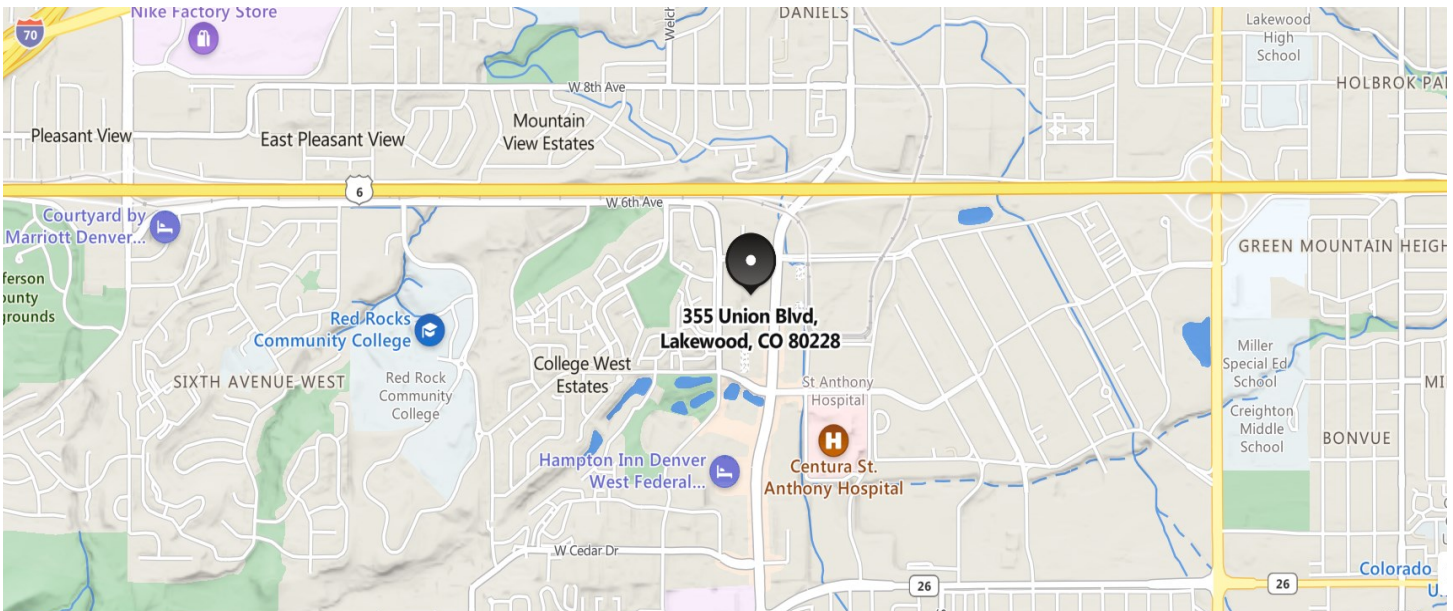 Nike Factory Store
70
DANIELS
Welch
Lakewood
High
School
W 8th Ave
HOLBROK PA
Pleasant View
East Pleasant View
Mountain
View Estates
6
W 6th Ave
Courtyard by
Marriott Denver...
GREEN MOUNTAIN HEIGH
fferson
ounty
grounds
355 Union Blvd,
Lakewood, CO 80228
Red Rocks
Community College
SIXTH AVENUE WEST
Red Rock
Community
College
College West
Estates
St Anthony
Hospital
Miller
Special Ed
School
MI
Creighton
Middle
School
BONVUE
H
Hampton Inn Denver
West Federal...
Centura St.
Anthony Hospital
W Cedar Dr
26
26
Colorado
U.